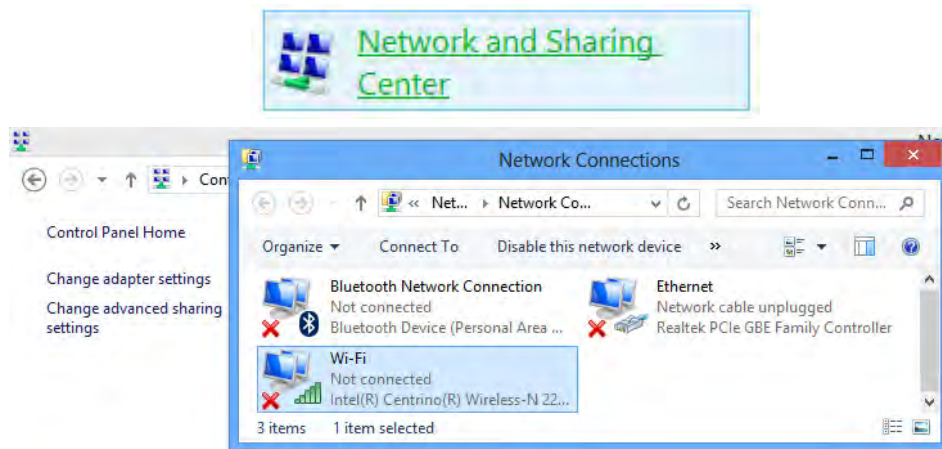 Network and Sharing
Center
Network Connections
Net... Network Co...
Search Network Conn...
Control Panel Home
Change adapter settings
Change advanced sharing
settings
Organize
Connect To
Disable this network device
»
Bluetooth Network Connection
Not connected
Bluetooth Device (Personal Area ...
Ethernet
Network cable unplugged
Realtek PCIe GBE Family Controller
Wi-Fi
Not connected
Intel(R) Centrino(R) Wireless-N 22...
3 items
1 item selected